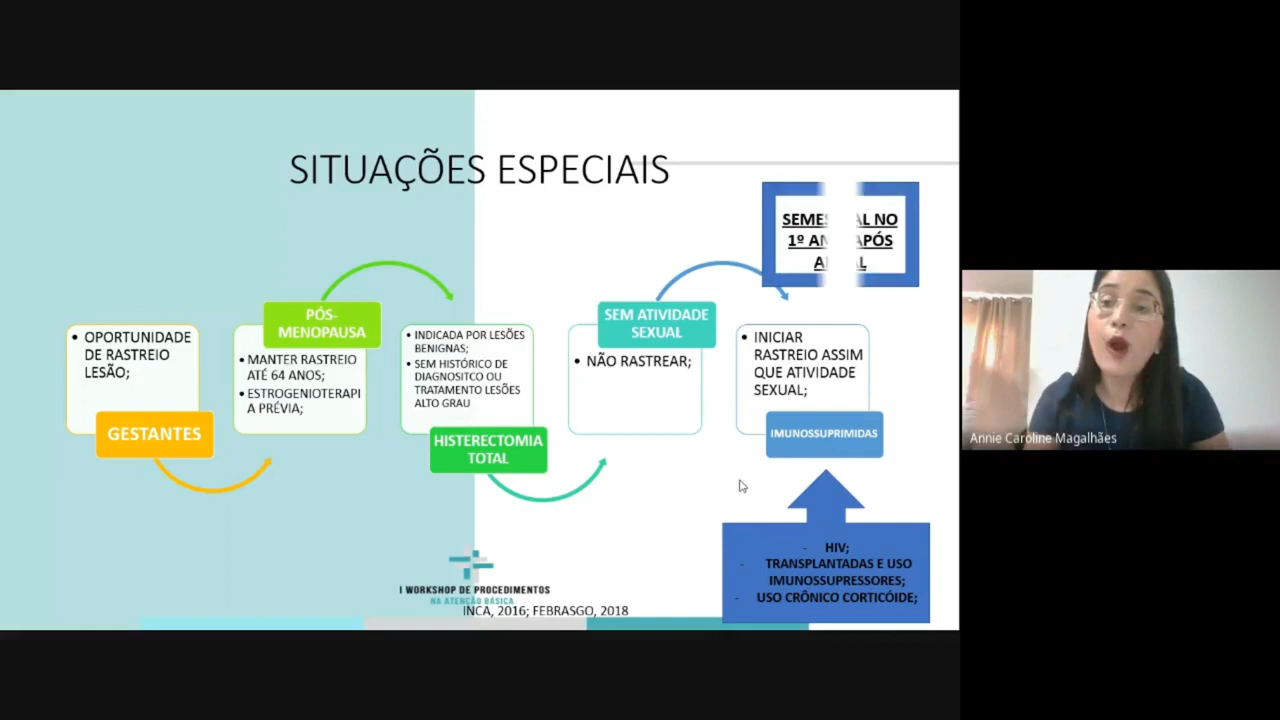 SITUAÇÕES ESPECIAIS
1º
NO
APÓS
• OPORTUNIDADE
DE RASTREIO
LESÃO;
GESTANTES
PÓS-
MENOPAUSA
• MANTER RASTREIO
ATÉ 64 ANOS;
• ESTROGENIOTERAPI
A PRÉVIA;
• INDICADA POR LESÕES
BENIGNAS;
• SEM HISTÓRICO DE
DIAGNOSITCO OU
TRATAMENTO LESÕES
ALTO GRAU
HISTERECTOMIA
TOTAL
SEM ATIVIDADE
SEXUAL
• NÃO RASTREAR;
• INICIAR
RASTREIO ASSIM
QUE ATIVIDADE
SEXUAL;
IMUNOSSUPRIMIDAS
- HIV;
- TRANSPLANTADAS E USO
IMUNOSSUPRESSORES;
- USO CRÔNICO CORTICÓIDE;
I WORKSHOP DE PROCEDIMENTOS
NA ATENÇÃO BÁSICA
INCA, 2016; FEBRASGO, 2018
Annie Caroline Magalhães